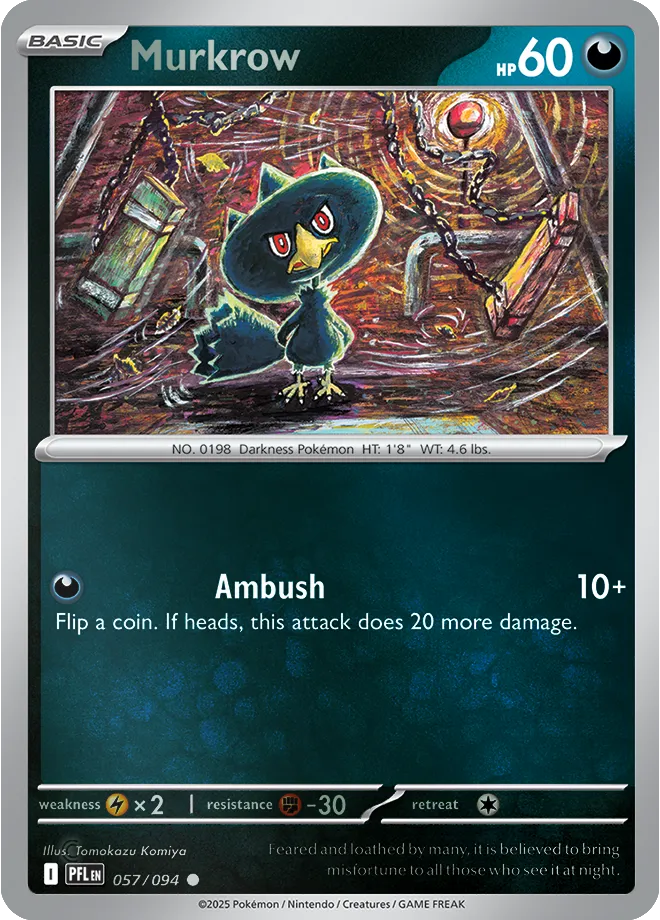 BASIC
Murkrow
HP 60
NO. 0198 Darkness Pokémon HT: 1'8" WT: 4.6 lbs.
Ambush 10+
Flip a coin. If heads, this attack does 20 more damage.
weakness ×2 resistance -30 retreat
Illus. Tomokazu Komiya
Feared and loathed by many, it is believed to bring
misfortune to all those who see it at night.
I PFL EN 057/094
©2025 Pokémon / Nintendo / Creatures / GAME FREAK